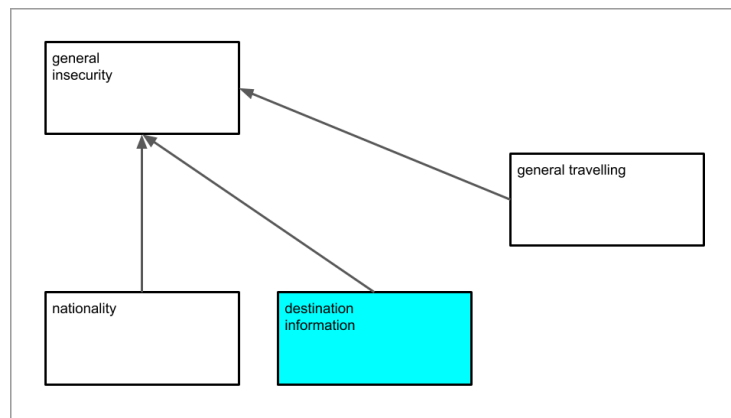 general
insecurity
general travelling
nationality
destination
information